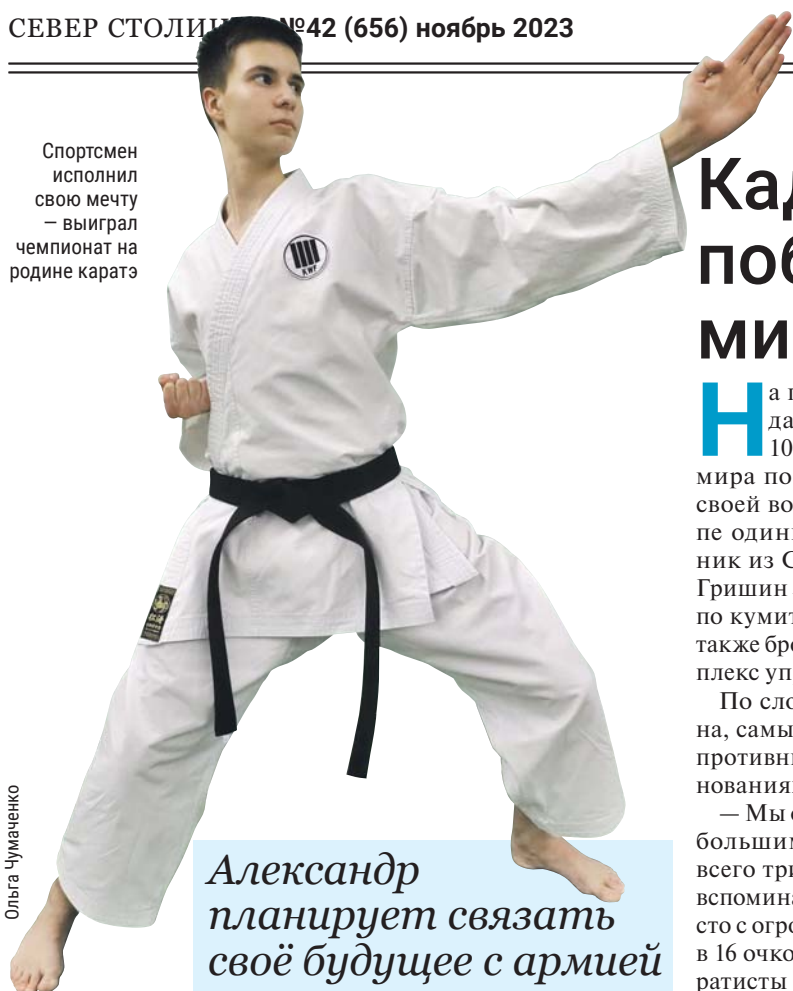 СЕВЕР СТОЛИ №42 (656) ноябрь 2023
Спортсмен
исполнил
свою мечту
— выиграл
чемпионат на
родине каратэ
KWF
Ольга Чумаченко
Александр
планирует связать
своё будущее с армией
Ка
поб
ми
На
да
10
мира по
своей во
пе один
ник из С
Гришин
по кумит
также бро
плекс уп
По сло
на, самы
противн
нования
— Мы с
большим
всего три
вспомина
сто с огро
в 16 очко
ратисты